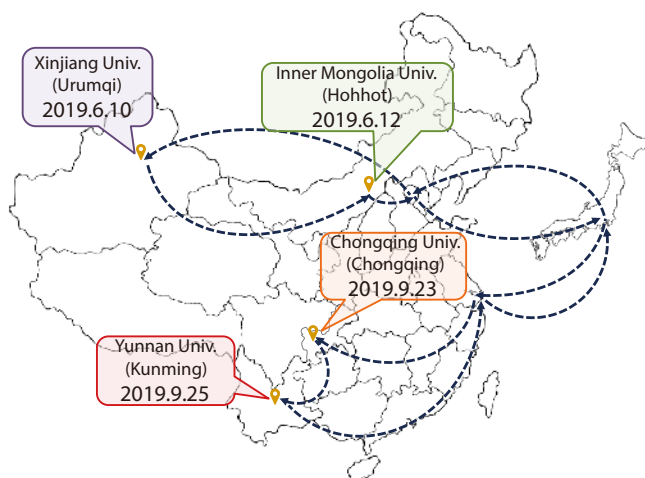 Xinjiang Univ.
(Urumqi)
2019.6.10
Inner Mongolia Univ.
(Hohhot)
2019.6.12
Chongqing Univ.
(Chongqing)
2019.9.23
Yunnan Univ.
(Kunming)
2019.9.25